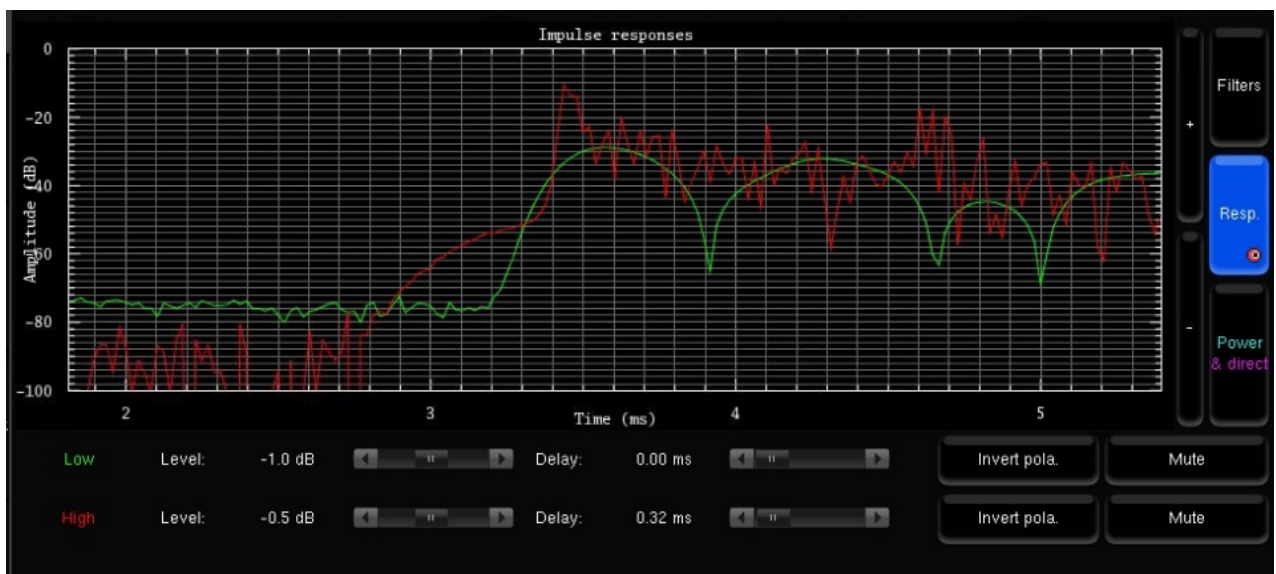 Impulse responses
0
-20
-40
-60
-80
-100
Amplitude (dB)
2 3 4 5
Time (ms)
+
-
Filters
Resp.
Power
& direct
Low Level: -1.0 dB Delay: 0.00 ms Invert pola. Mute
High Level: -0.5 dB Delay: 0.32 ms Invert pola. Mute